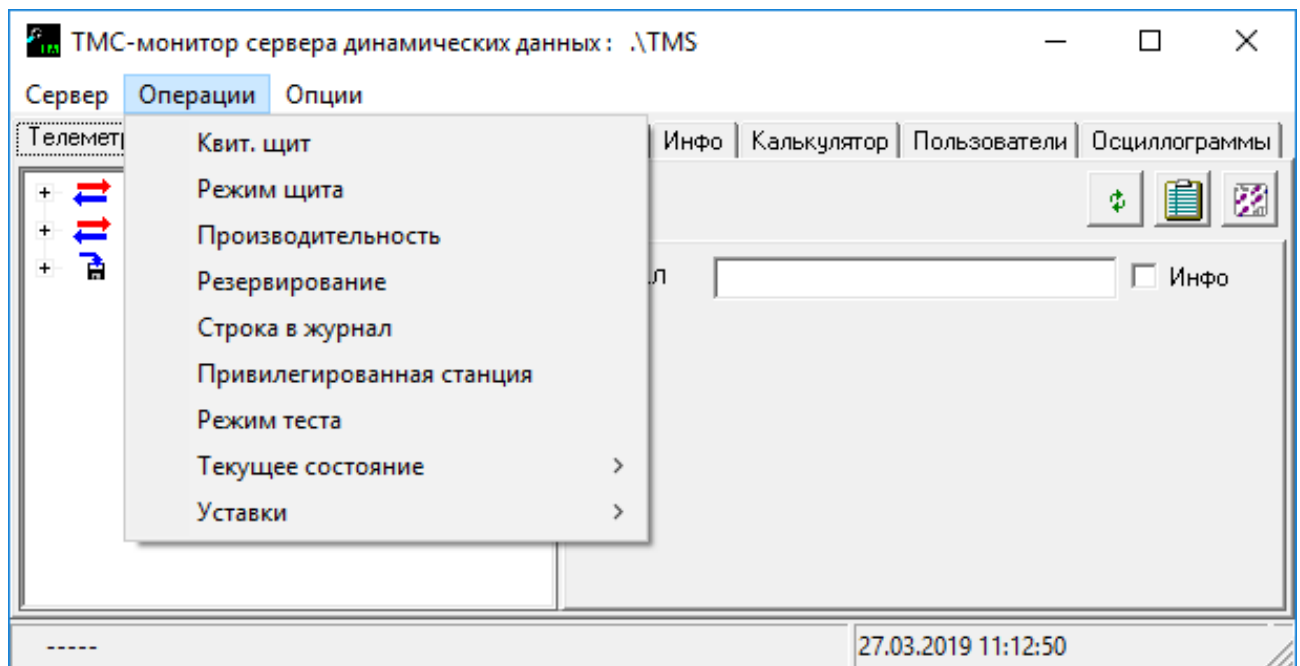 ТМС-монитор сервера динамических данных : .\TMS
Сервер Операции Опции
Инфо Калькулятор Пользователи Осциллограммы
Квит. щит
Режим щита
Производительность
Резервирование
Инфо
Строка в журнал
Привилегированная станция
Режим теста
Текущее состояние
Уставки
----- 27.03.2019 11:12:50